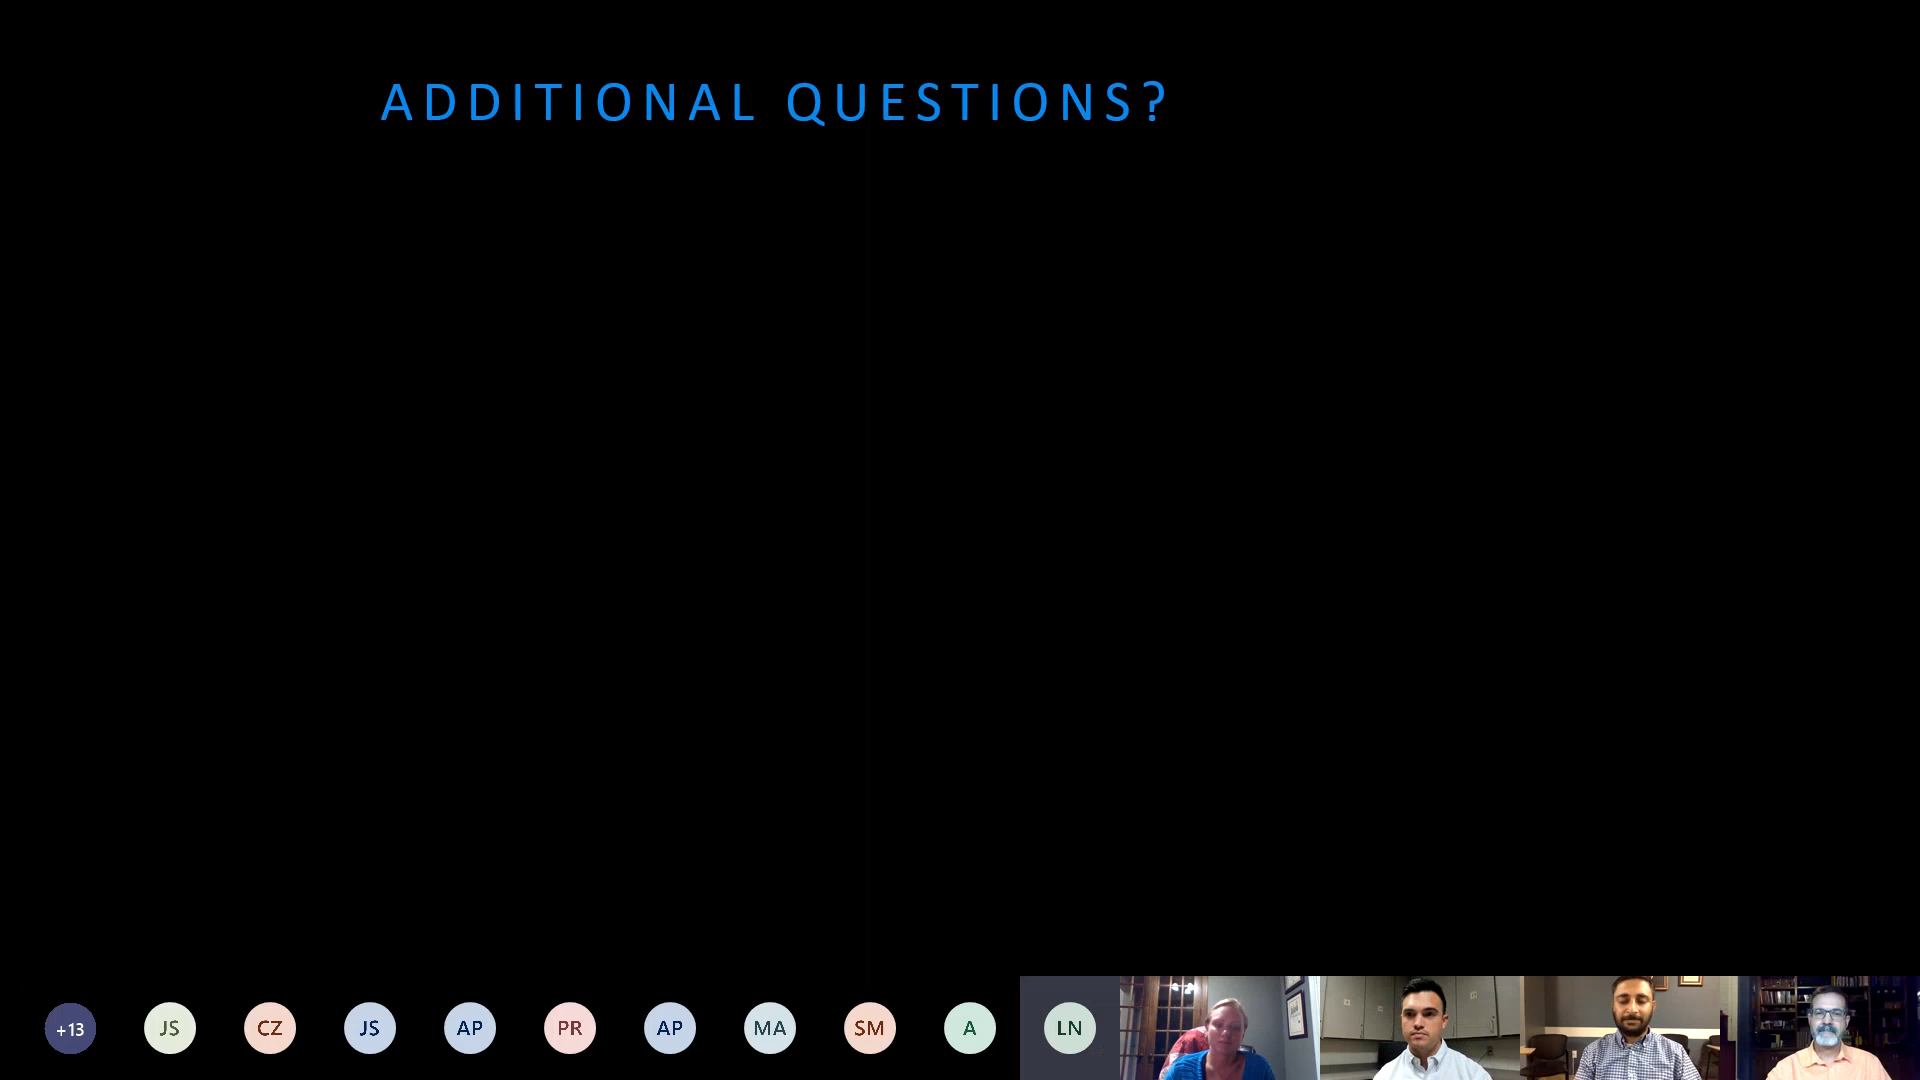 ADDITIONAL QUESTIONS?
+13 JS CZ JS AP PR AP MA SM A LN